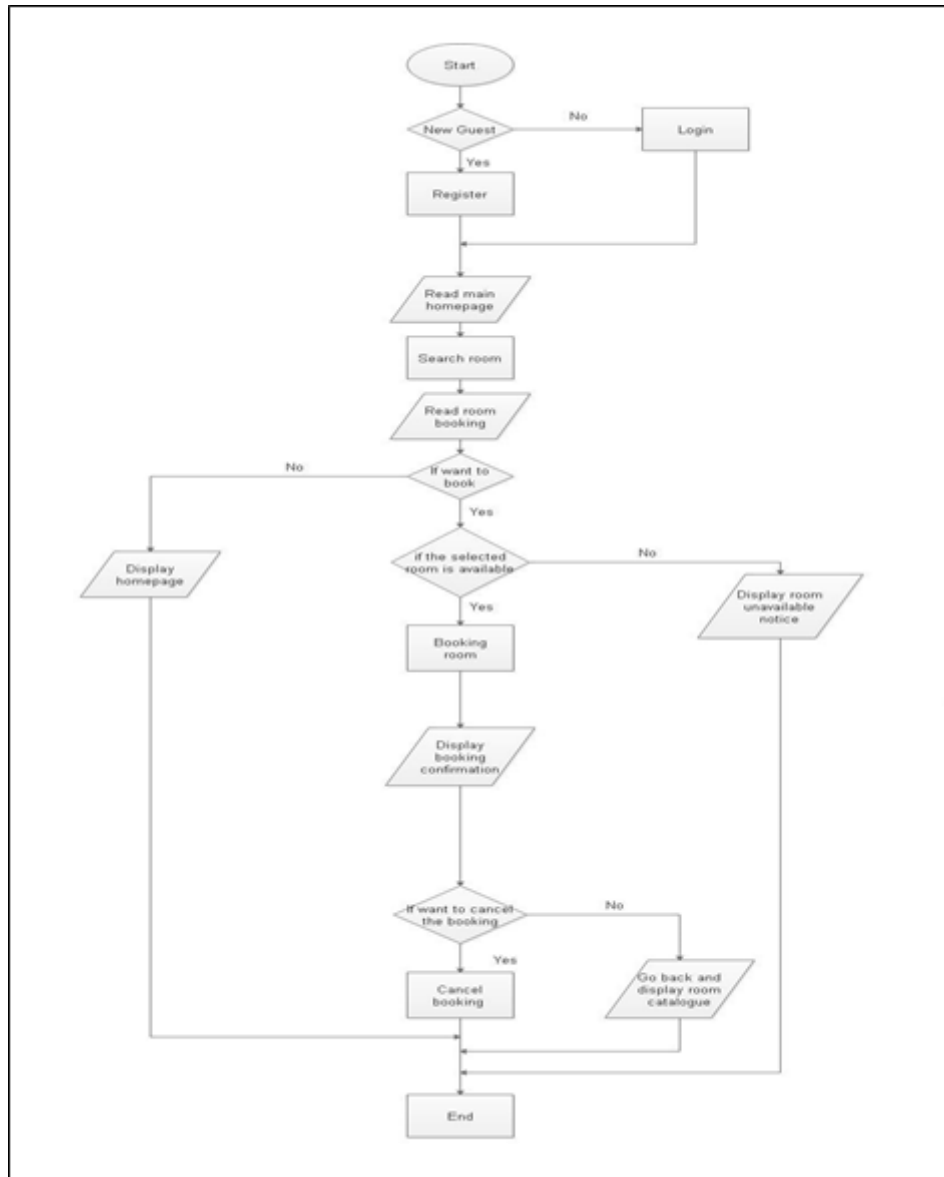 Start
New Guest
No
Login
Yes
Register
Read main
homepage
Search room
Read room
booking
If want to
book
No
Yes
Display
homepage
if the selected
room is available
No
Display room
unavailable
notice
Yes
Booking
room
Display
booking
confirmation
If want to cancel
the booking
No
Yes
Go back and
display room
catalogue
Cancel
booking
End